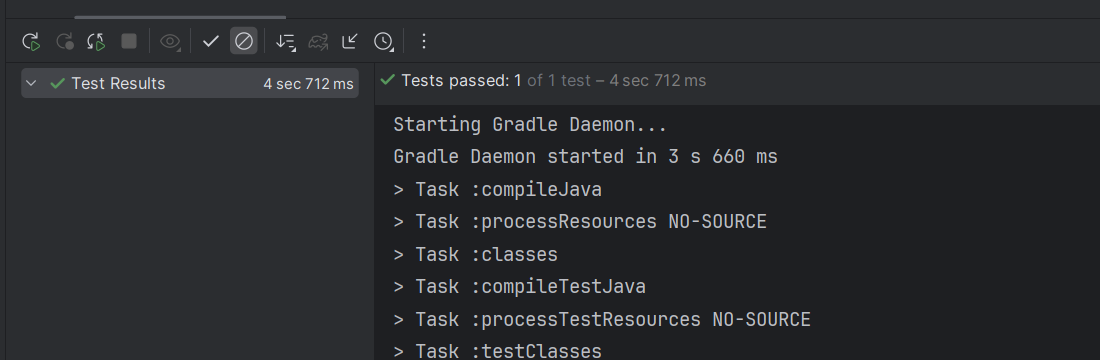 Test Results 4 sec 712 ms
Tests passed: 1 of 1 test – 4 sec 712 ms
Starting Gradle Daemon...
Gradle Daemon started in 3 s 660 ms
> Task :compileJava
> Task :processResources NO-SOURCE
> Task :classes
> Task :compileTestJava
> Task :processTestResources NO-SOURCE
> Task :testClasses